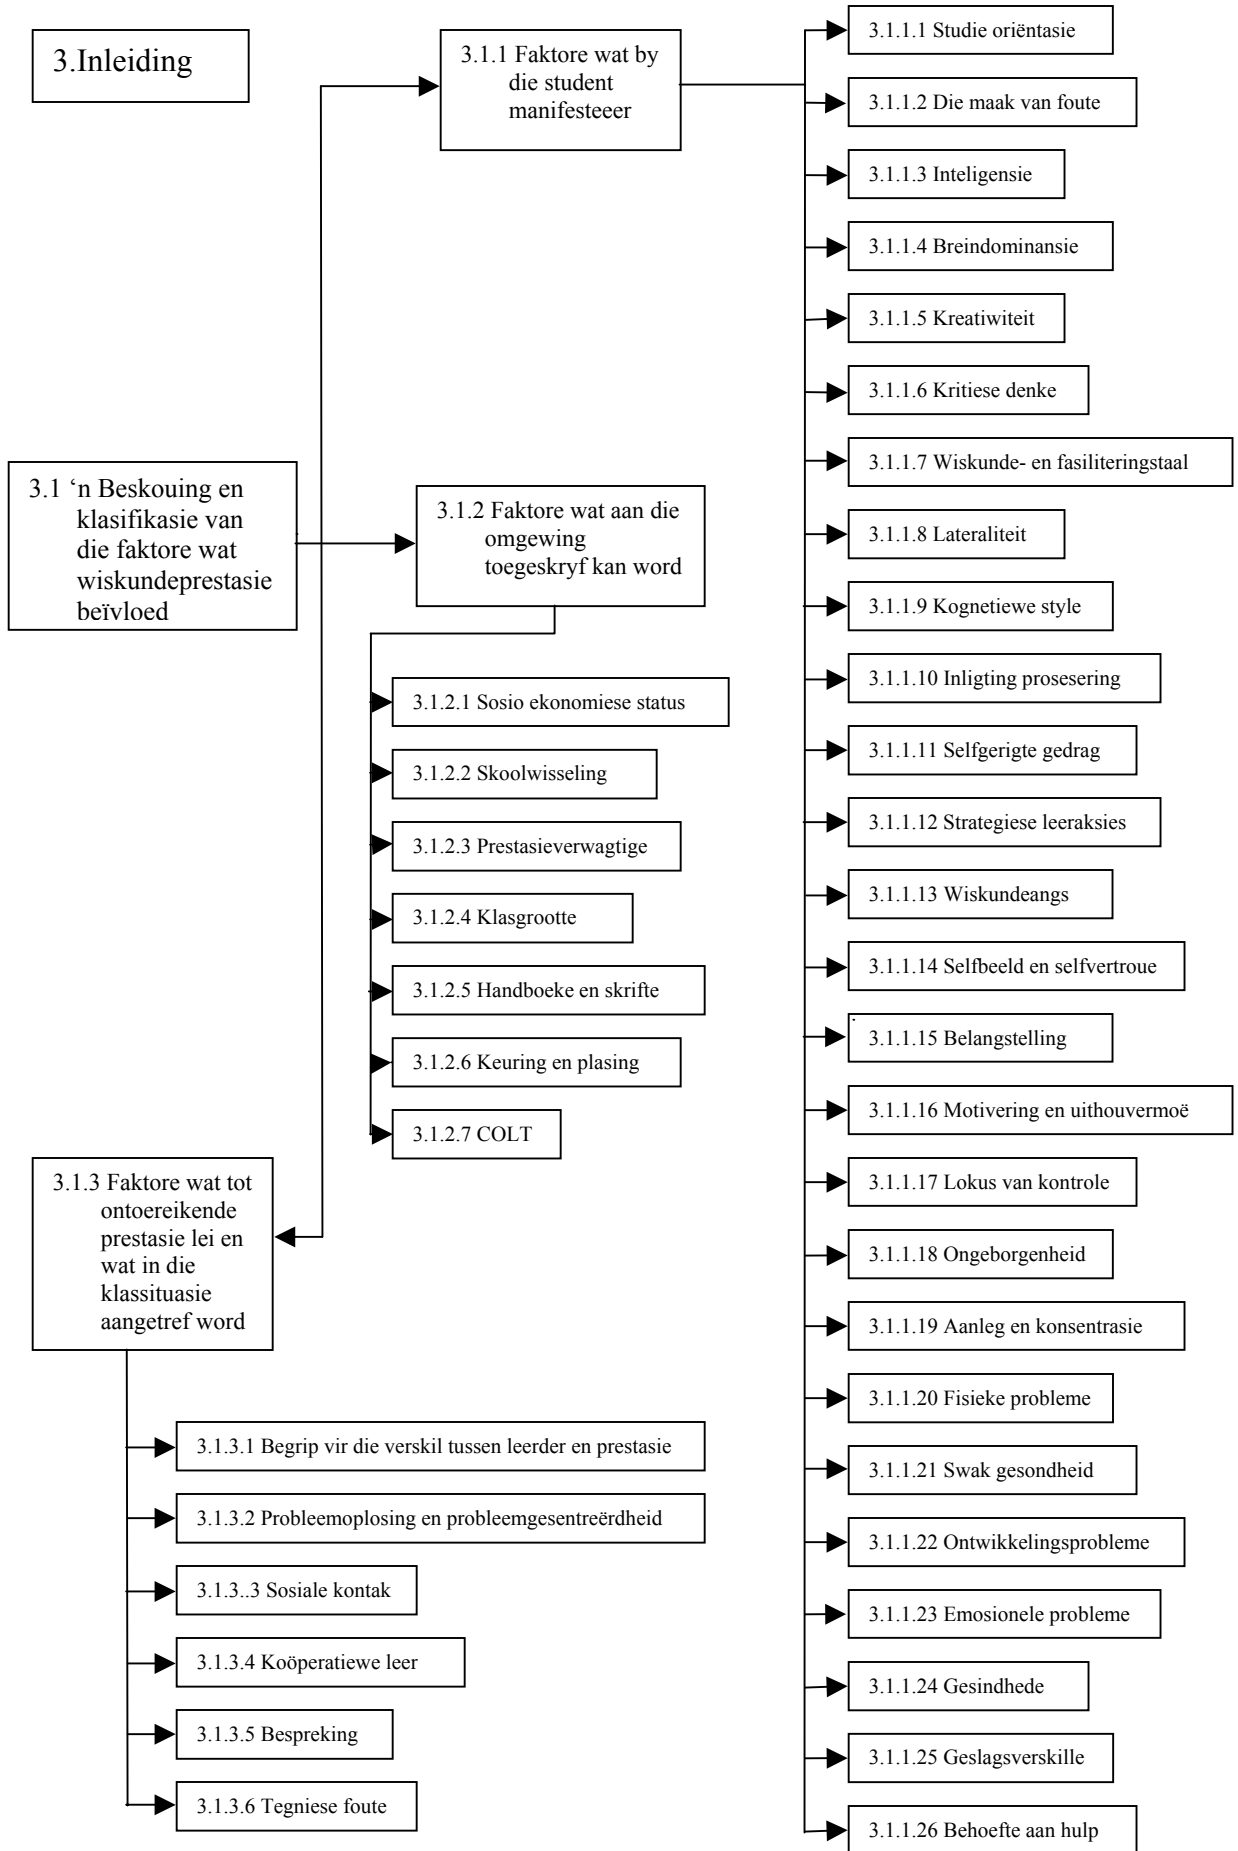 3.Inleiding
3.1 ‘n Beskouing en
klasifikasie van
die faktore wat
wiskundeprestasie
beïvloed
3.1.1 Faktore wat by
die student
manifesteeer
3.1.1.1 Studie oriëntasie
3.1.1.2 Die maak van foute
3.1.1.3 Inteligensie
3.1.1.4 Breindominansie
3.1.1.5 Kreatiwiteit
3.1.1.6 Kritiese denke
3.1.1.7 Wiskunde- en fasiliteringstaal
3.1.1.8 Lateraliteit
3.1.1.9 Kognetiewe style
3.1.1.10 Inligting prosesering
3.1.1.11 Selfgerigte gedrag
3.1.1.12 Strategiese leeraksies
3.1.1.13 Wiskundeangs
3.1.1.14 Selfbeeld en selfvertroue
3.1.1.15 Belangstelling
3.1.1.16 Motivering en uithouvermoë
3.1.1.17 Lokus van kontrole
3.1.1.18 Ongeborgenheid
3.1.1.19 Aanleg en konsentrasie
3.1.1.20 Fisieke probleme
3.1.1.21 Swak gesondheid
3.1.1.22 Ontwikkelingsprobleme
3.1.1.23 Emosionele probleme
3.1.1.24 Gesindhede
3.1.1.25 Geslagsverskille
3.1.1.26 Behoefte aan hulp
3.1.2 Faktore wat aan die
omgewing
toegeskryf kan word
3.1.2.1 Sosio ekonomiese status
3.1.2.2 Skoolwisseling
3.1.2.3 Prestasieverwagtige
3.1.2.4 Klasgrootte
3.1.2.5 Handboeke en skrifte
3.1.2.6 Keuring en plasing
3.1.2.7 COLT
3.1.3 Faktore wat tot
ontoereikende
prestasie lei en
wat in die
klassituasie
aangetref word
3.1.3.1 Begrip vir die verskil tussen leerder en prestasie
3.1.3.2 Probleemoplosing en probleemgesentreërdheid
3.1.3..3 Sosiale kontak
3.1.3.4 Koöperatiewe leer
3.1.3.5 Bespreking
3.1.3.6 Tegniese foute